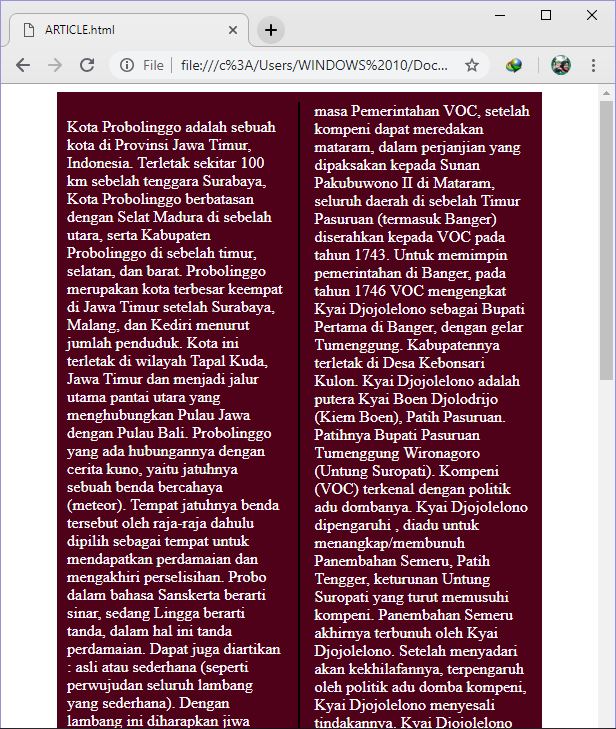 ARTICLE.html
File
file:///c%3A/Users/WINDOWS%2010/Doc...
Kota Probolinggo adalah sebuah
kota di Provinsi Jawa Timur,
Indonesia. Terletak sekitar 100
km sebelah tenggara Surabaya,
Kota Probolinggo berbatasan
dengan Selat Madura di sebelah
utara, serta Kabupaten
Probolinggo di sebelah timur,
selatan, dan barat. Probolinggo
merupakan kota terbesar keempat
di Jawa Timur setelah Surabaya,
Malang, dan Kediri menurut
jumlah penduduk. Kota ini
terletak di wilayah Tapal Kuda,
Jawa Timur dan menjadi jalur
utama pantai utara yang
menghubungkan Pulau Jawa
dengan Pulau Bali. Probolinggo
yang ada hubungannya dengan
cerita kuno, yaitu jatuhnya
sebuah benda bercahaya
(meteor). Tempat jatuhnya benda
tersebut oleh raja-raja dahulu
dipilih sebagai tempat untuk
mendapatkan perdamaian dan
mengakhiri perselisihan. Probo
dalam bahasa Sanskerta berarti
sinar, sedang Lingga berarti
tanda, dalam hal ini tanda
perdamaian. Dapat juga diartikan
: asli atau sederhana (seperti
perwujudan seluruh lambang
yang sederhana). Dengan
lambang ini diharapkan jiwa
masa Pemerintahan VOC, setelah
kompeni dapat meredakan
mataram, dalam perjanjian yang
dipaksakan kepada Sunan
Pakubuwono II di Mataram,
seluruh daerah di sebelah Timur
Pasuruan (termasuk Banger)
diserahkan kepada VOC pada
tahun 1743. Untuk memimpin
pemerintahan di Banger, pada
tahun 1746 VOC mengengkat
Kyai Djojolelono sebagai Bupati
Pertama di Banger, dengan gelar
Tumenggung. Kabupatennya
terletak di Desa Kebonsari
Kulon. Kyai Djojolelono adalah
putera Kyai Boen Djolodrijo
(Kiem Boen), Patih Pasuruan.
Patihnya Bupati Pasuruan
Tumenggung Wironagoro
(Untung Suropati). Kompeni
(VOC) terkenal dengan politik
adu dombanya. Kyai Djojolelono
dipengaruhi , diadu untuk
menangkap/membunuh
Panembahan Semeru, Patih
Tengger, keturunan Untung
Suropati yang turut memusuhi
kompeni. Panembahan Semeru
akhirnya terbunuh oleh Kyai
Djojolelono. Setelah menyadari
akan kekhilafannya, terpengaruh
oleh politik adu domba kompeni,
Kyai Djojolelono menyesali
tindakannya. Kyai Djojolelono